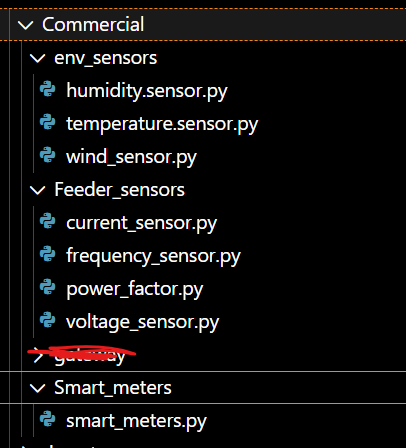 Commercial
env_sensors
humidity.sensor.py
temperature.sensor.py
wind_sensor.py
Feeder_sensors
current_sensor.py
frequency_sensor.py
power_factor.py
voltage_sensor.py
gateway
Smart_meters
smart_meters.py